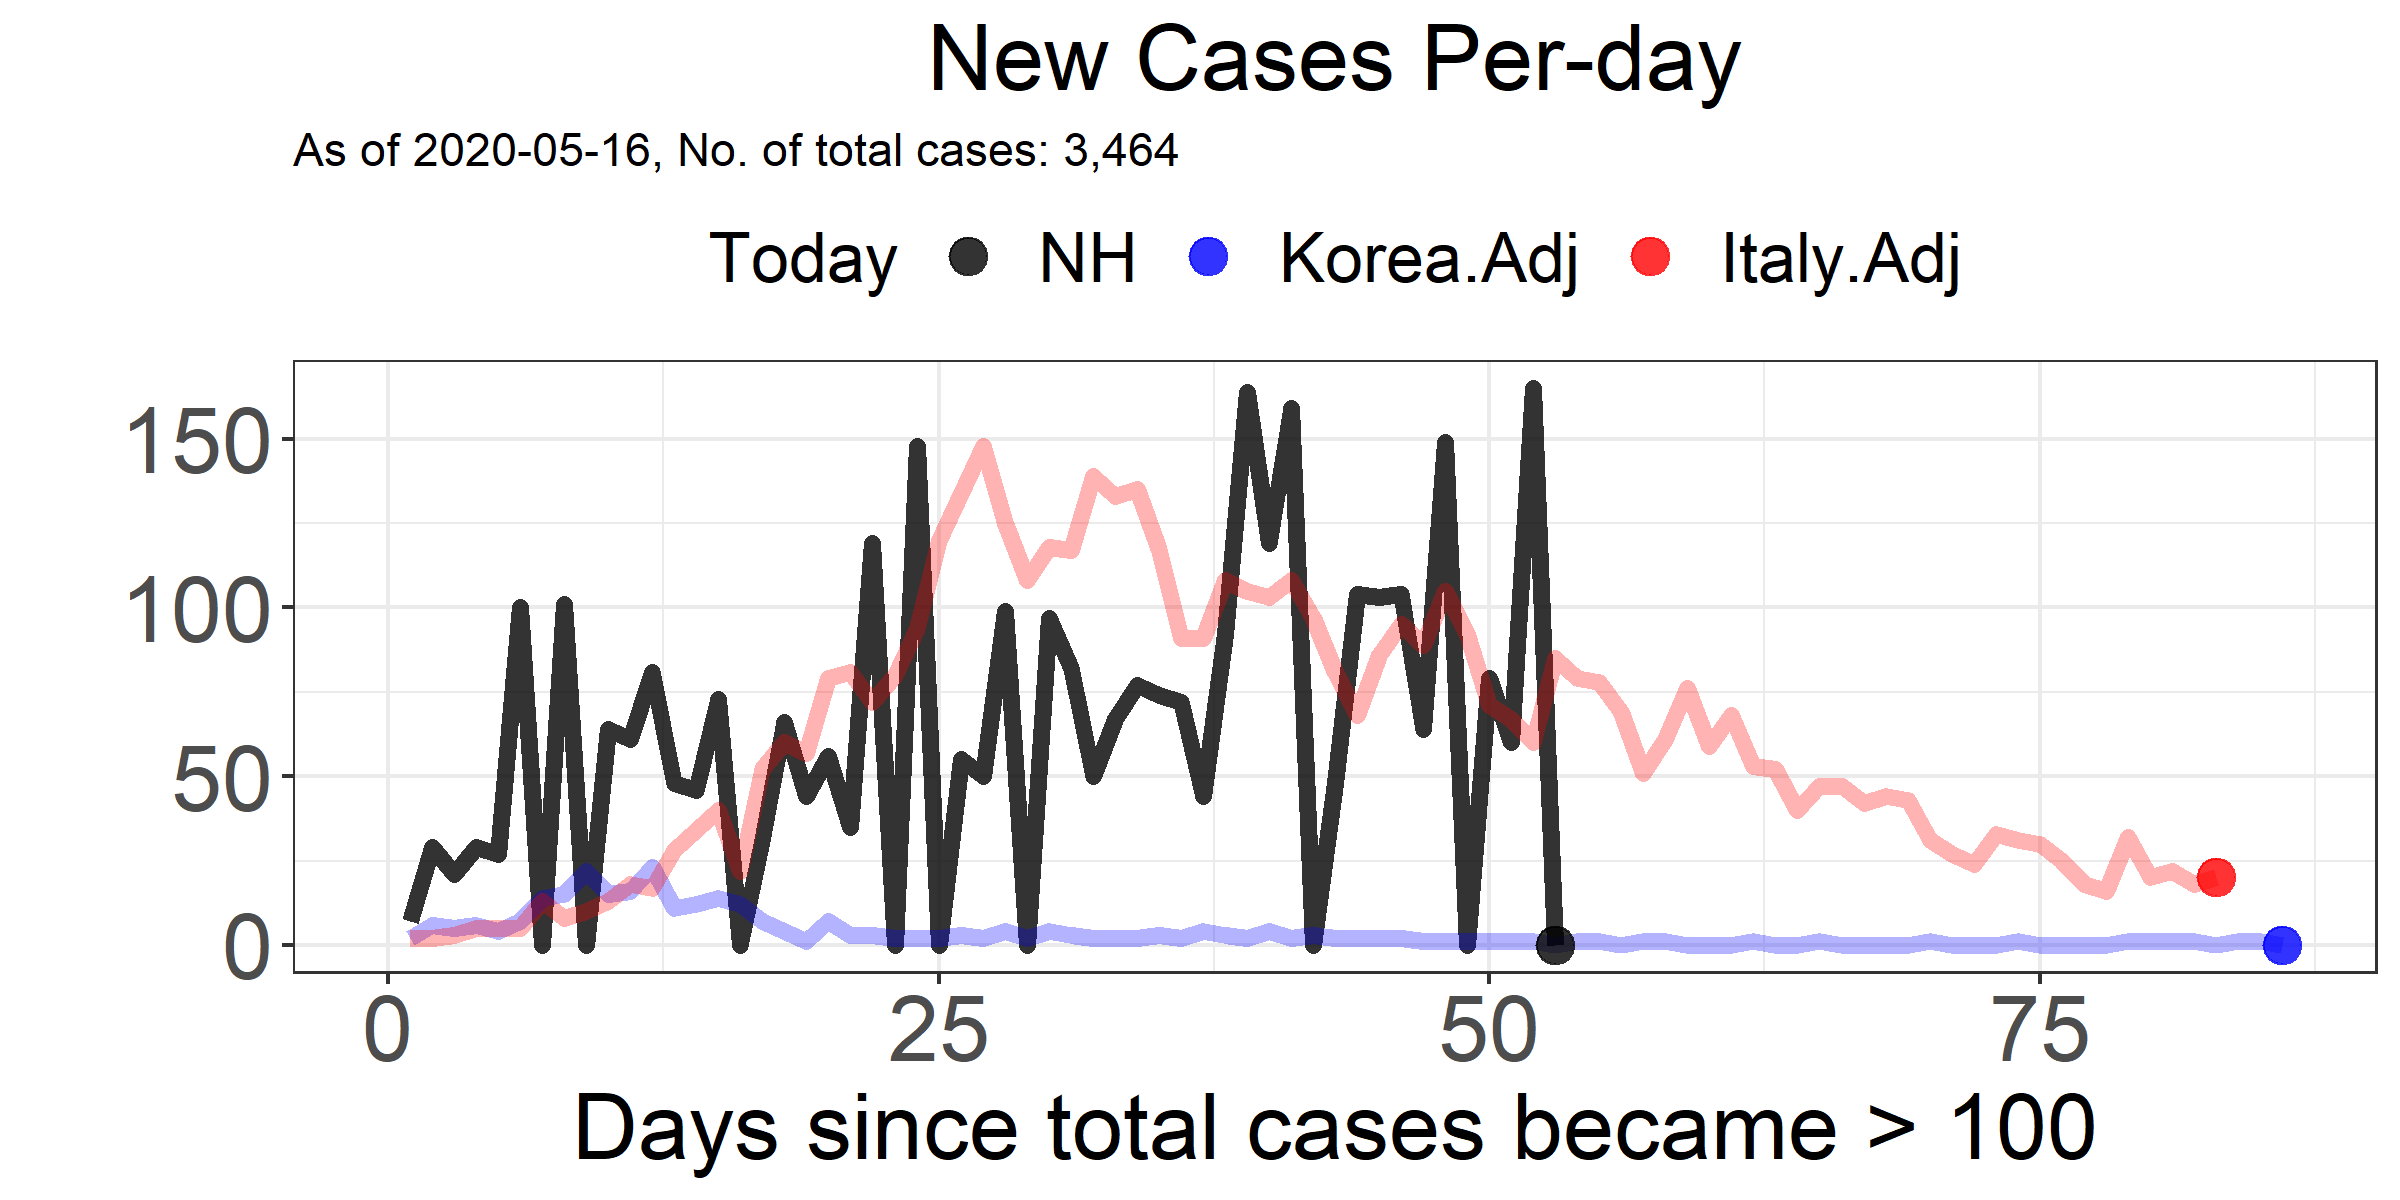 New Cases Per-day
As of 2020-05-16, No. of total cases: 3,464
Today NH Korea.Adj Italy.Adj
150
100
50
0
0 25 50 75
Days since total cases became > 100